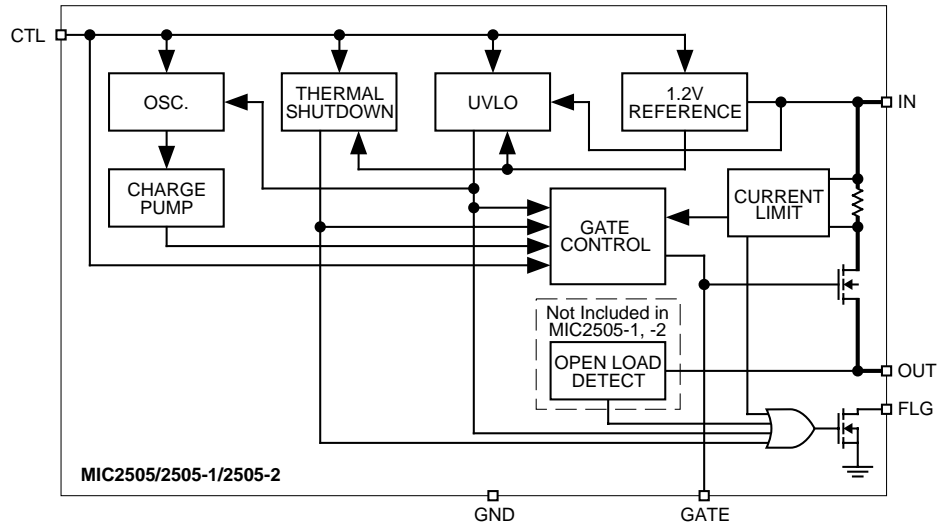 CTL
OSC.
THERMAL
SHUTDOWN
UVLO
1.2V
REFERENCE
IN
CHARGE
PUMP
GATE
CONTROL
CURRENT
LIMIT
Not Included in
MIC2505-1, -2
OPEN LOAD
DETECT
OUT
FLG
MIC2505/2505-1/2505-2
GND
GATE